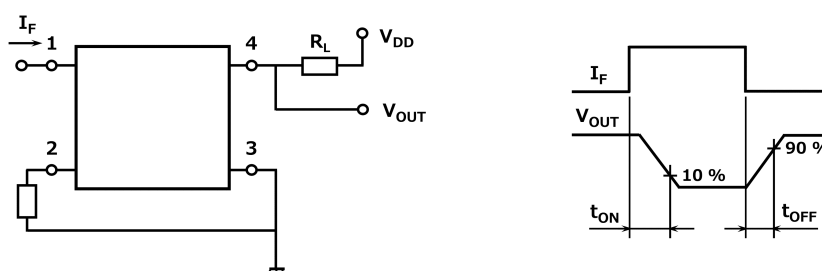 I_F
1
4
R_L
V_DD
V_OUT
2
3
I_F
V_OUT
10 %
90 %
t_ON
t_OFF